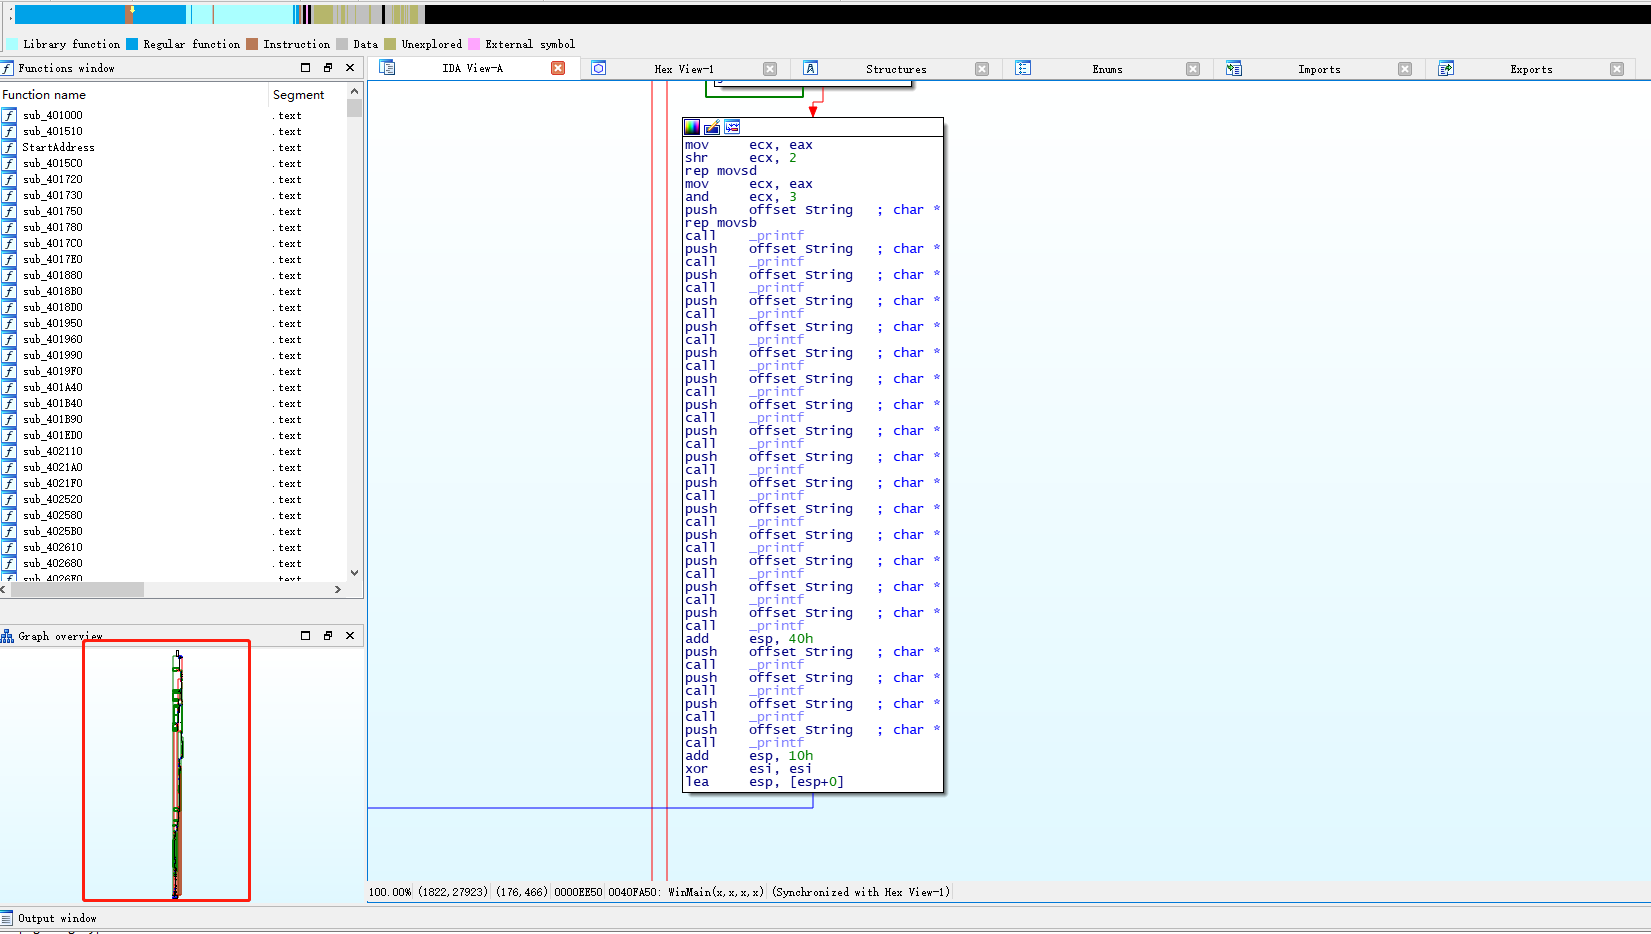 Library function Regular function Instruction Data Unexplored External symbol
Functions window
Function name Segment
sub_401000 .text
sub_401510 .text
StartAddress .text
sub_4015C0 .text
sub_401720 .text
sub_401730 .text
sub_401750 .text
sub_401780 .text
sub_4017C0 .text
sub_4017E0 .text
sub_401880 .text
sub_4018B0 .text
sub_4018D0 .text
sub_401950 .text
sub_401960 .text
sub_401990 .text
sub_4019F0 .text
sub_401A40 .text
sub_401B40 .text
sub_401B90 .text
sub_401ED0 .text
sub_402110 .text
sub_4021A0 .text
sub_4021F0 .text
sub_402520 .text
sub_402580 .text
sub_4025B0 .text
sub_402610 .text
sub_402680 .text
sub_4026F0 .text
Graph overview
IDA View-A Hex View-1 Structures Enums Imports Exports
mov ecx, eax
shr ecx, 2
rep movsd
mov ecx, eax
and ecx, 3
push offset String ; char *
rep movsb
call _printf
push offset String ; char *
call _printf
push offset String ; char *
call _printf
push offset String ; char *
call _printf
push offset String ; char *
call _printf
push offset String ; char *
call _printf
push offset String ; char *
call _printf
push offset String ; char *
call _printf
push offset String ; char *
call _printf
push offset String ; char *
call _printf
push offset String ; char *
call _printf
push offset String ; char *
call _printf
push offset String ; char *
call _printf
push offset String ; char *
call _printf
push offset String ; char *
call _printf
push offset String ; char *
call _printf
add esp, 40h
push offset String ; char *
call _printf
push offset String ; char *
call _printf
push offset String ; char *
call _printf
push offset String ; char *
call _printf
add esp, 10h
xor esi, esi
lea esp, [esp+0]
100.00% (1822,27923) (176,466) 0000EE50 0040FA50: WinMain(x,x,x,x) (Synchronized with Hex View-1)
Output window